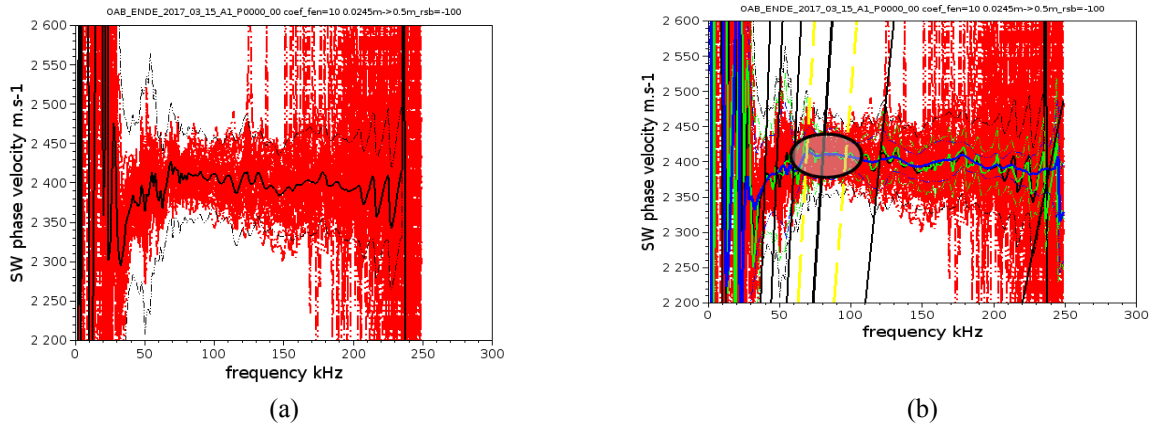 OAB_ENDE_2017_03_15_A1_P0000_00 coef_fen=10 0.0245m->0.5m_rsb=-100
2 600
2 550
2 500
2 450
2 400
2 350
2 300
2 250
2 200
SW phase velocity m.s-1
0 50 100 150 200 250 300
frequency kHz
(a)
OAB_ENDE_2017_03_15_A1_P0000_00 coef_fen=10 0.0245m->0.5m_rsb=-100
2 600
2 550
2 500
2 450
2 400
2 350
2 300
2 250
2 200
SW phase velocity m.s-1
0 50 100 150 200 250 300
frequency kHz
(b)